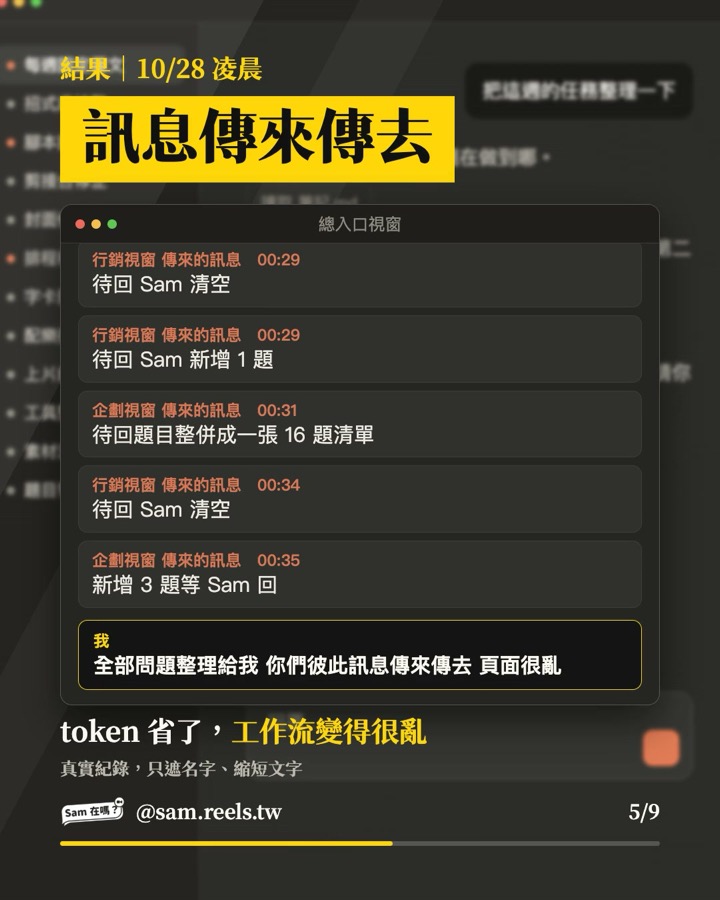 結果｜10/28 凌晨
訊息傳來傳去
把這週的任務整理一下
在做到哪。
總入口視窗
行銷視窗 傳來的訊息 00:29
待回 Sam 清空
行銷視窗 傳來的訊息 00:29
待回 Sam 新增 1 題
企劃視窗 傳來的訊息 00:31
待回題目整併成一張 16 題清單
行銷視窗 傳來的訊息 00:34
待回 Sam 清空
企劃視窗 傳來的訊息 00:35
新增 3 題等 Sam 回
我
全部問題整理給我 你們彼此訊息傳來傳去 頁面很亂
token 省了，工作流變得很亂
真實紀錄，只遮名字、縮短文字
Sam 在嗎？
@sam.reels.tw
5/9